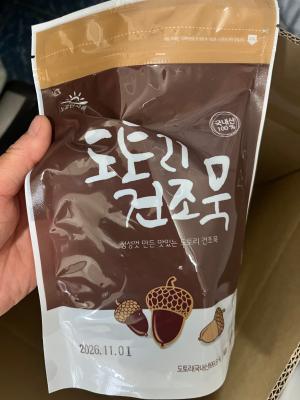 국내산
100%
도토리
건조묵
정성껏 만든 맛있는 도토리 건조묵
2026.11.01